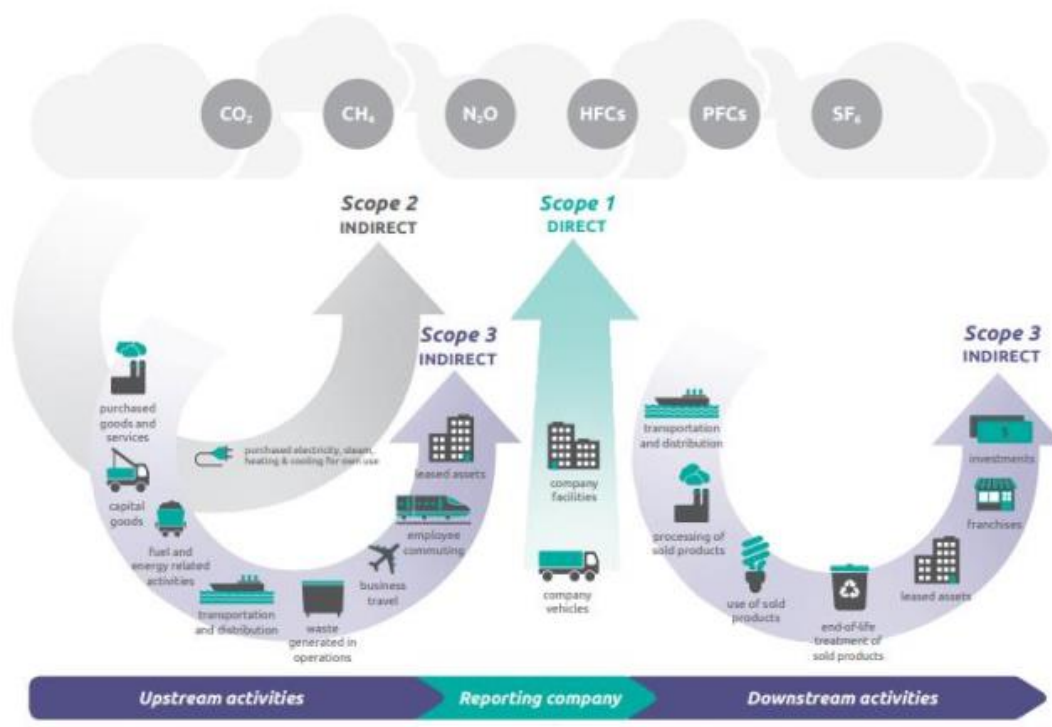 CO₂
CH₄
N₂O
HFCs
PFCs
SF₆
Scope 2
INDIRECT
Scope 1
DIRECT
Scope 3
INDIRECT
Scope 3
INDIRECT
purchased
goods and
services
capital
goods
fuel and
energy related
activities
purchased electricity, steam,
heating & cooling for own use
transportation
and distribution
waste
generated in
operations
business
travel
employee
commuting
leased assets
company
facilities
company
vehicles
transportation
and distribution
processing of
sold products
use of sold
products
end-of-life
treatment of
sold products
leased assets
franchises
$
investments
Upstream activities
Reporting company
Downstream activities